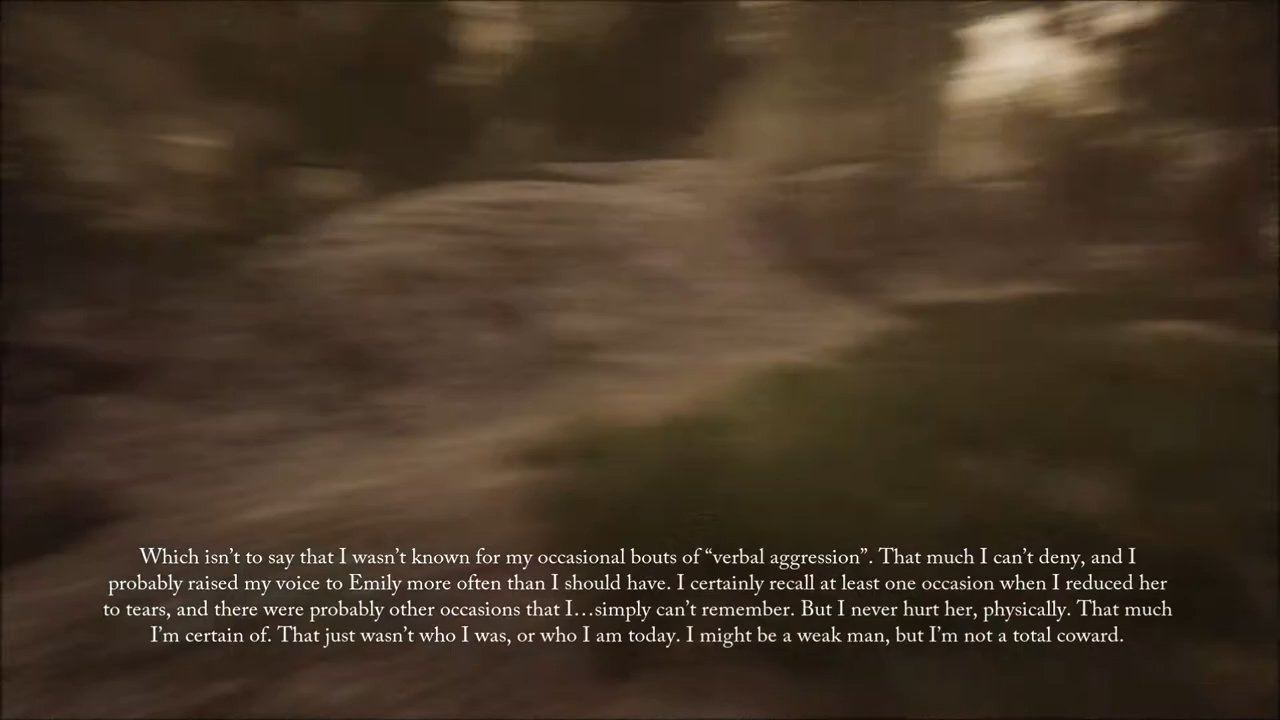 Which isn’t to say that I wasn’t known for my occasional bouts of “verbal aggression”. That much I can’t deny, and I
probably raised my voice to Emily more often than I should have. I certainly recall at least one occasion when I reduced her
to tears, and there were probably other occasions that I…simply can’t remember. But I never hurt her, physically. That much
I’m certain of. That just wasn’t who I was, or who I am today. I might be a weak man, but I’m not a total coward.